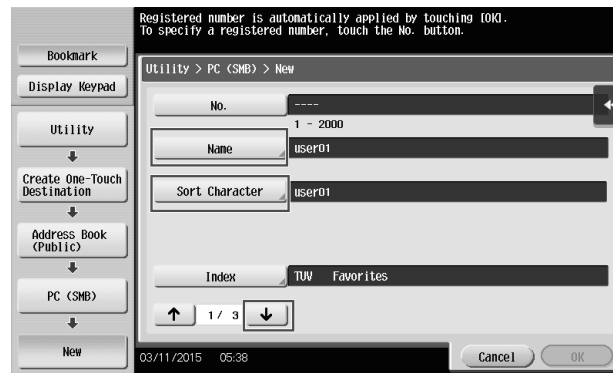 Registered number is automatically applied by touching [OK].
To specify a registered number, touch the No. button.
Bookmark
Display Keypad
Utility
Create One-Touch
Destination
Address Book
(Public)
PC (SMB)
New
Utility > PC (SMB) > New
No.
----
1 - 2000
Name
user01
Sort Character
user01
Index
TUV Favorites
↑ 1/ 3 ↓
03/11/2015 05:38
Cancel
OK